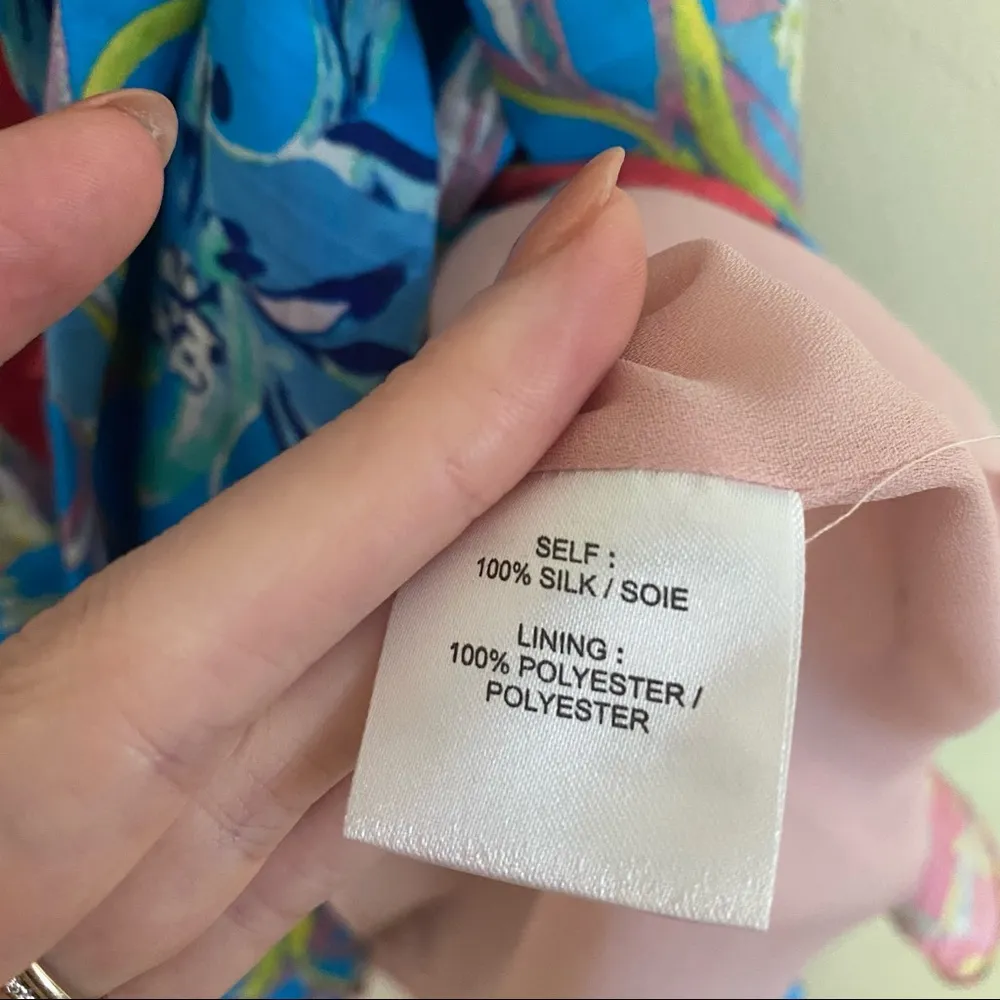 SELF :
100% SILK / SOIE
LINING :
100% POLYESTER /
POLYESTER